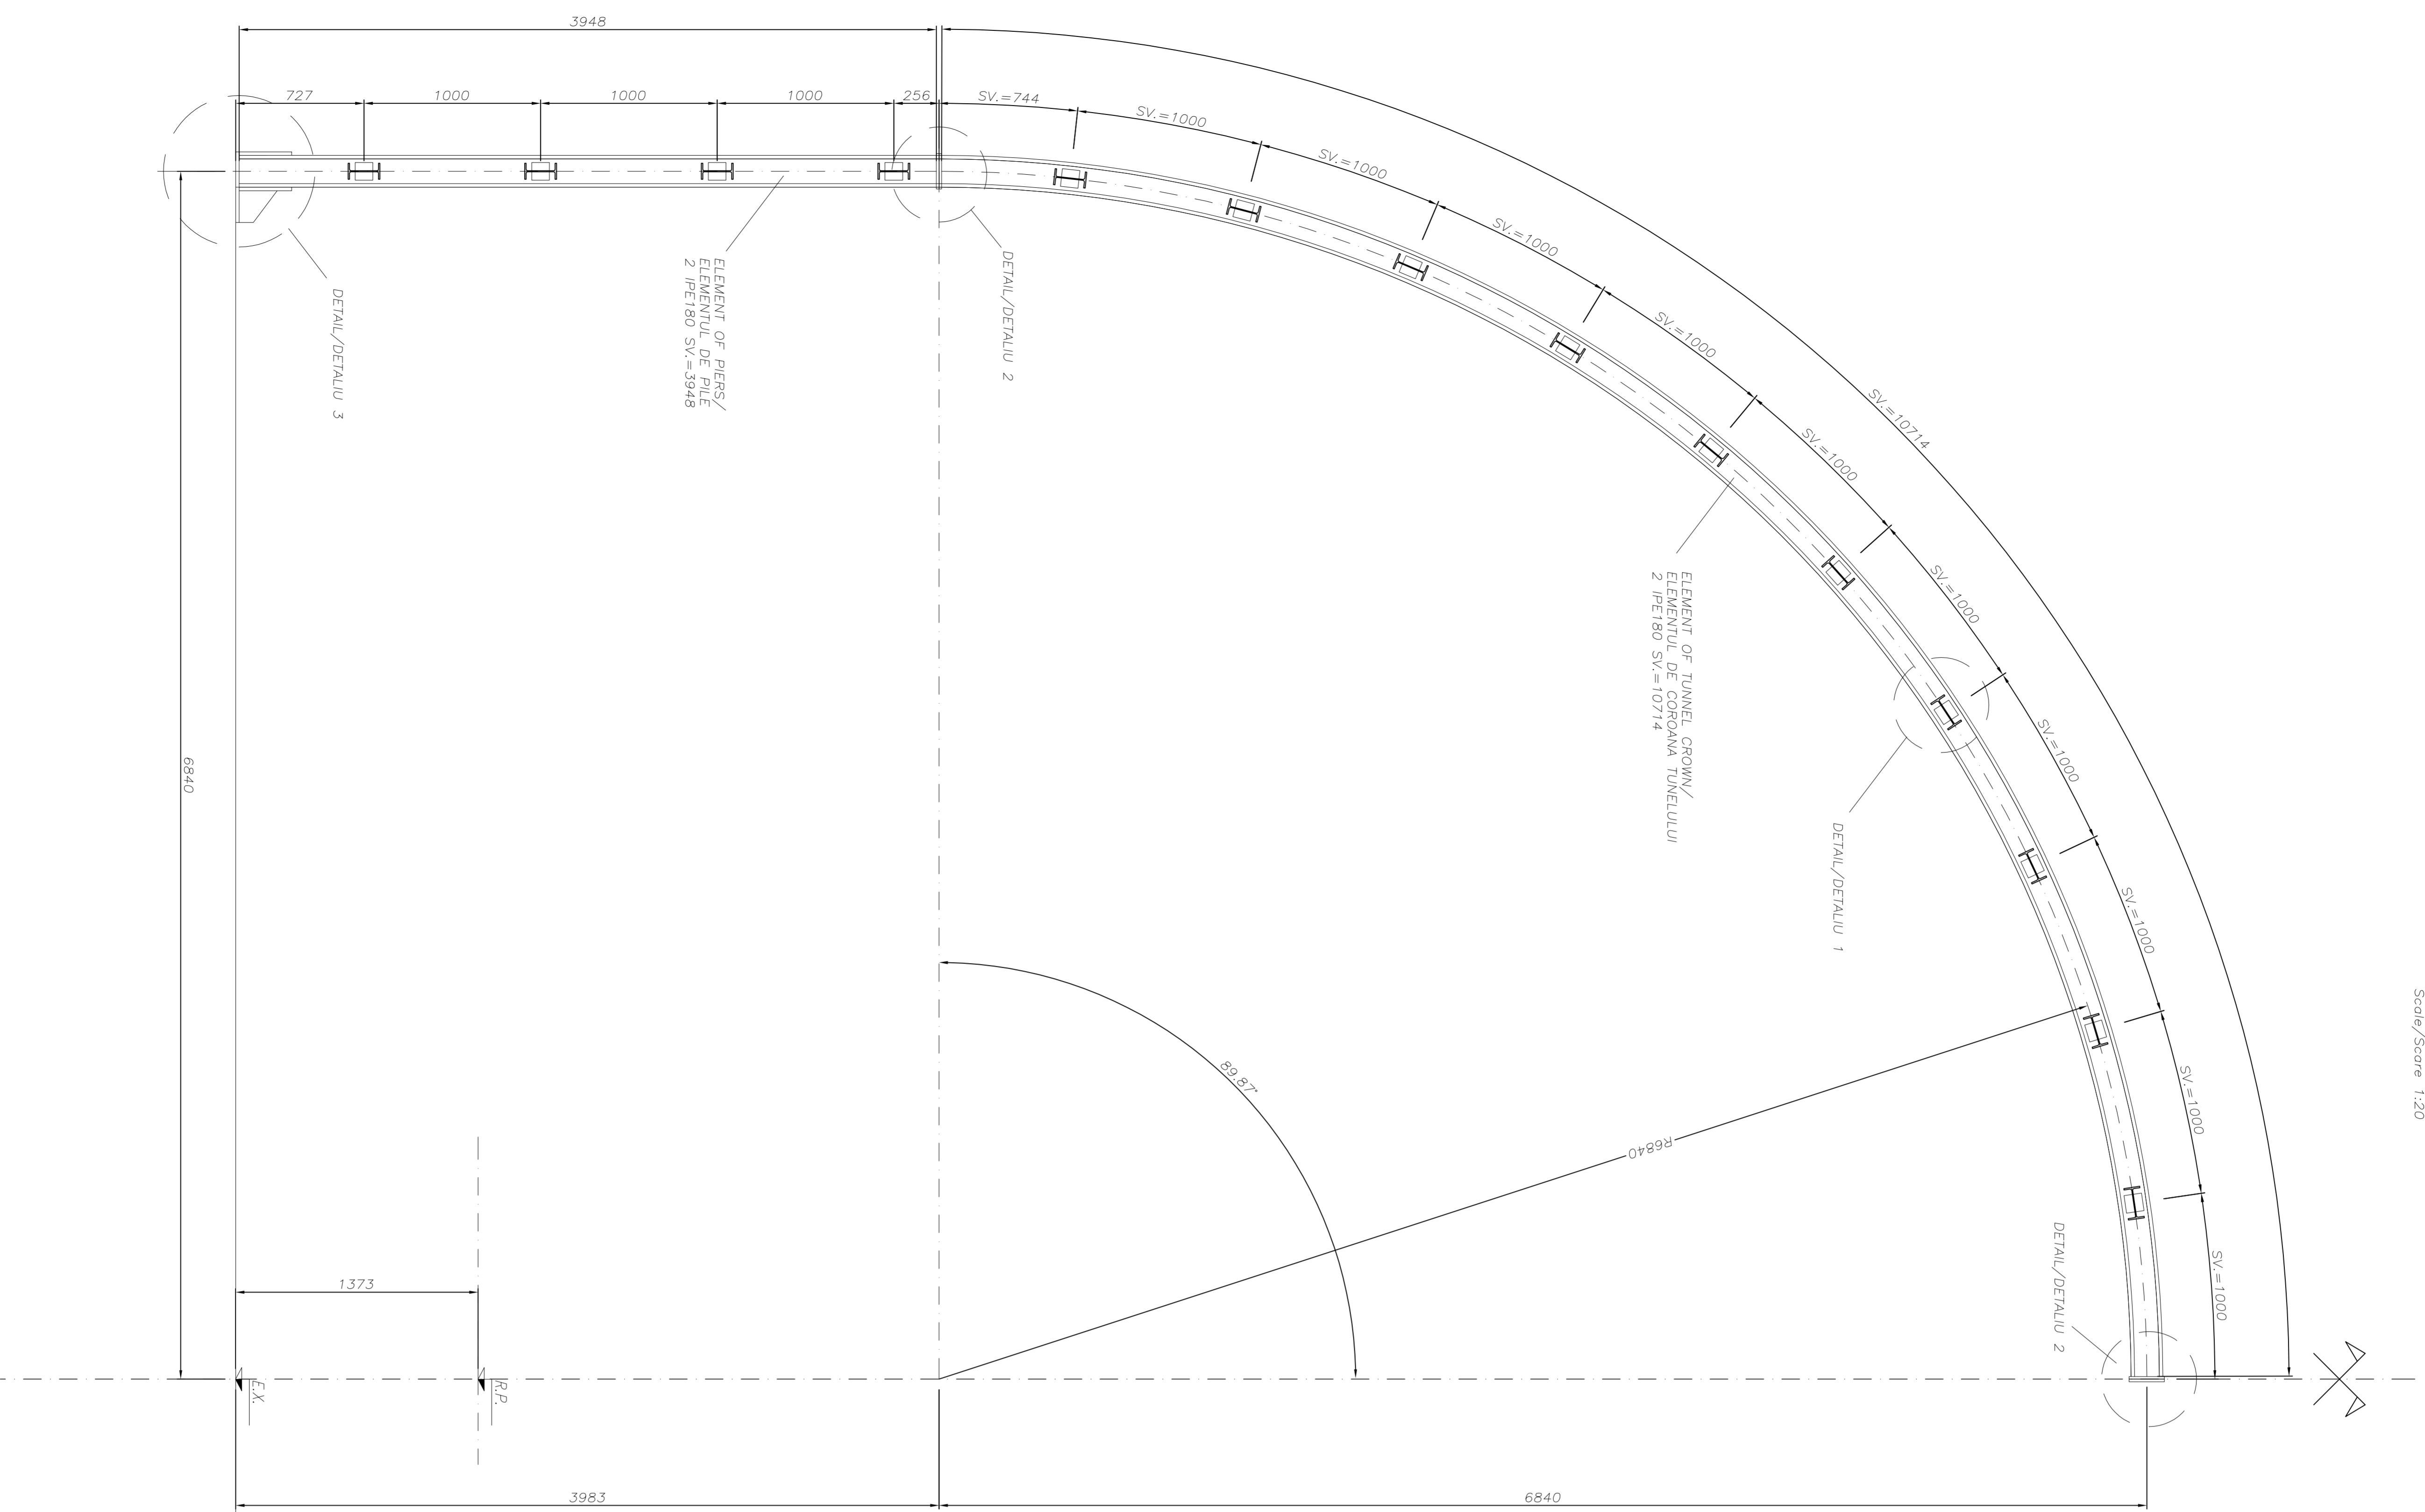 3948
727
1000
1000
1000
256
SV.=744
SV.=1000
SV.=1000
SV.=1000
SV.=1000
SV.=1000
SV.=1000
SV.=1000
SV.=1000
SV.=1000
SV.=1000
SV.=10714
DETAIL/DETALIU 3
ELEMENT OF PIERS/
ELEMENTUL DE PILE
2 IPE180 SV.=3948
DETAIL/DETALIU 2
ELEMENT OF TUNNEL CROWN/
ELEMENTUL DE COROANA TUNELULUI
2 IPE180 SV.=10714
DETAIL/DETALIU 1
6840
89.87°
R6840
Scale/Scare 1:20
DETAIL/DETALIU 2
1373
E.X.
R.P.
3983
6840